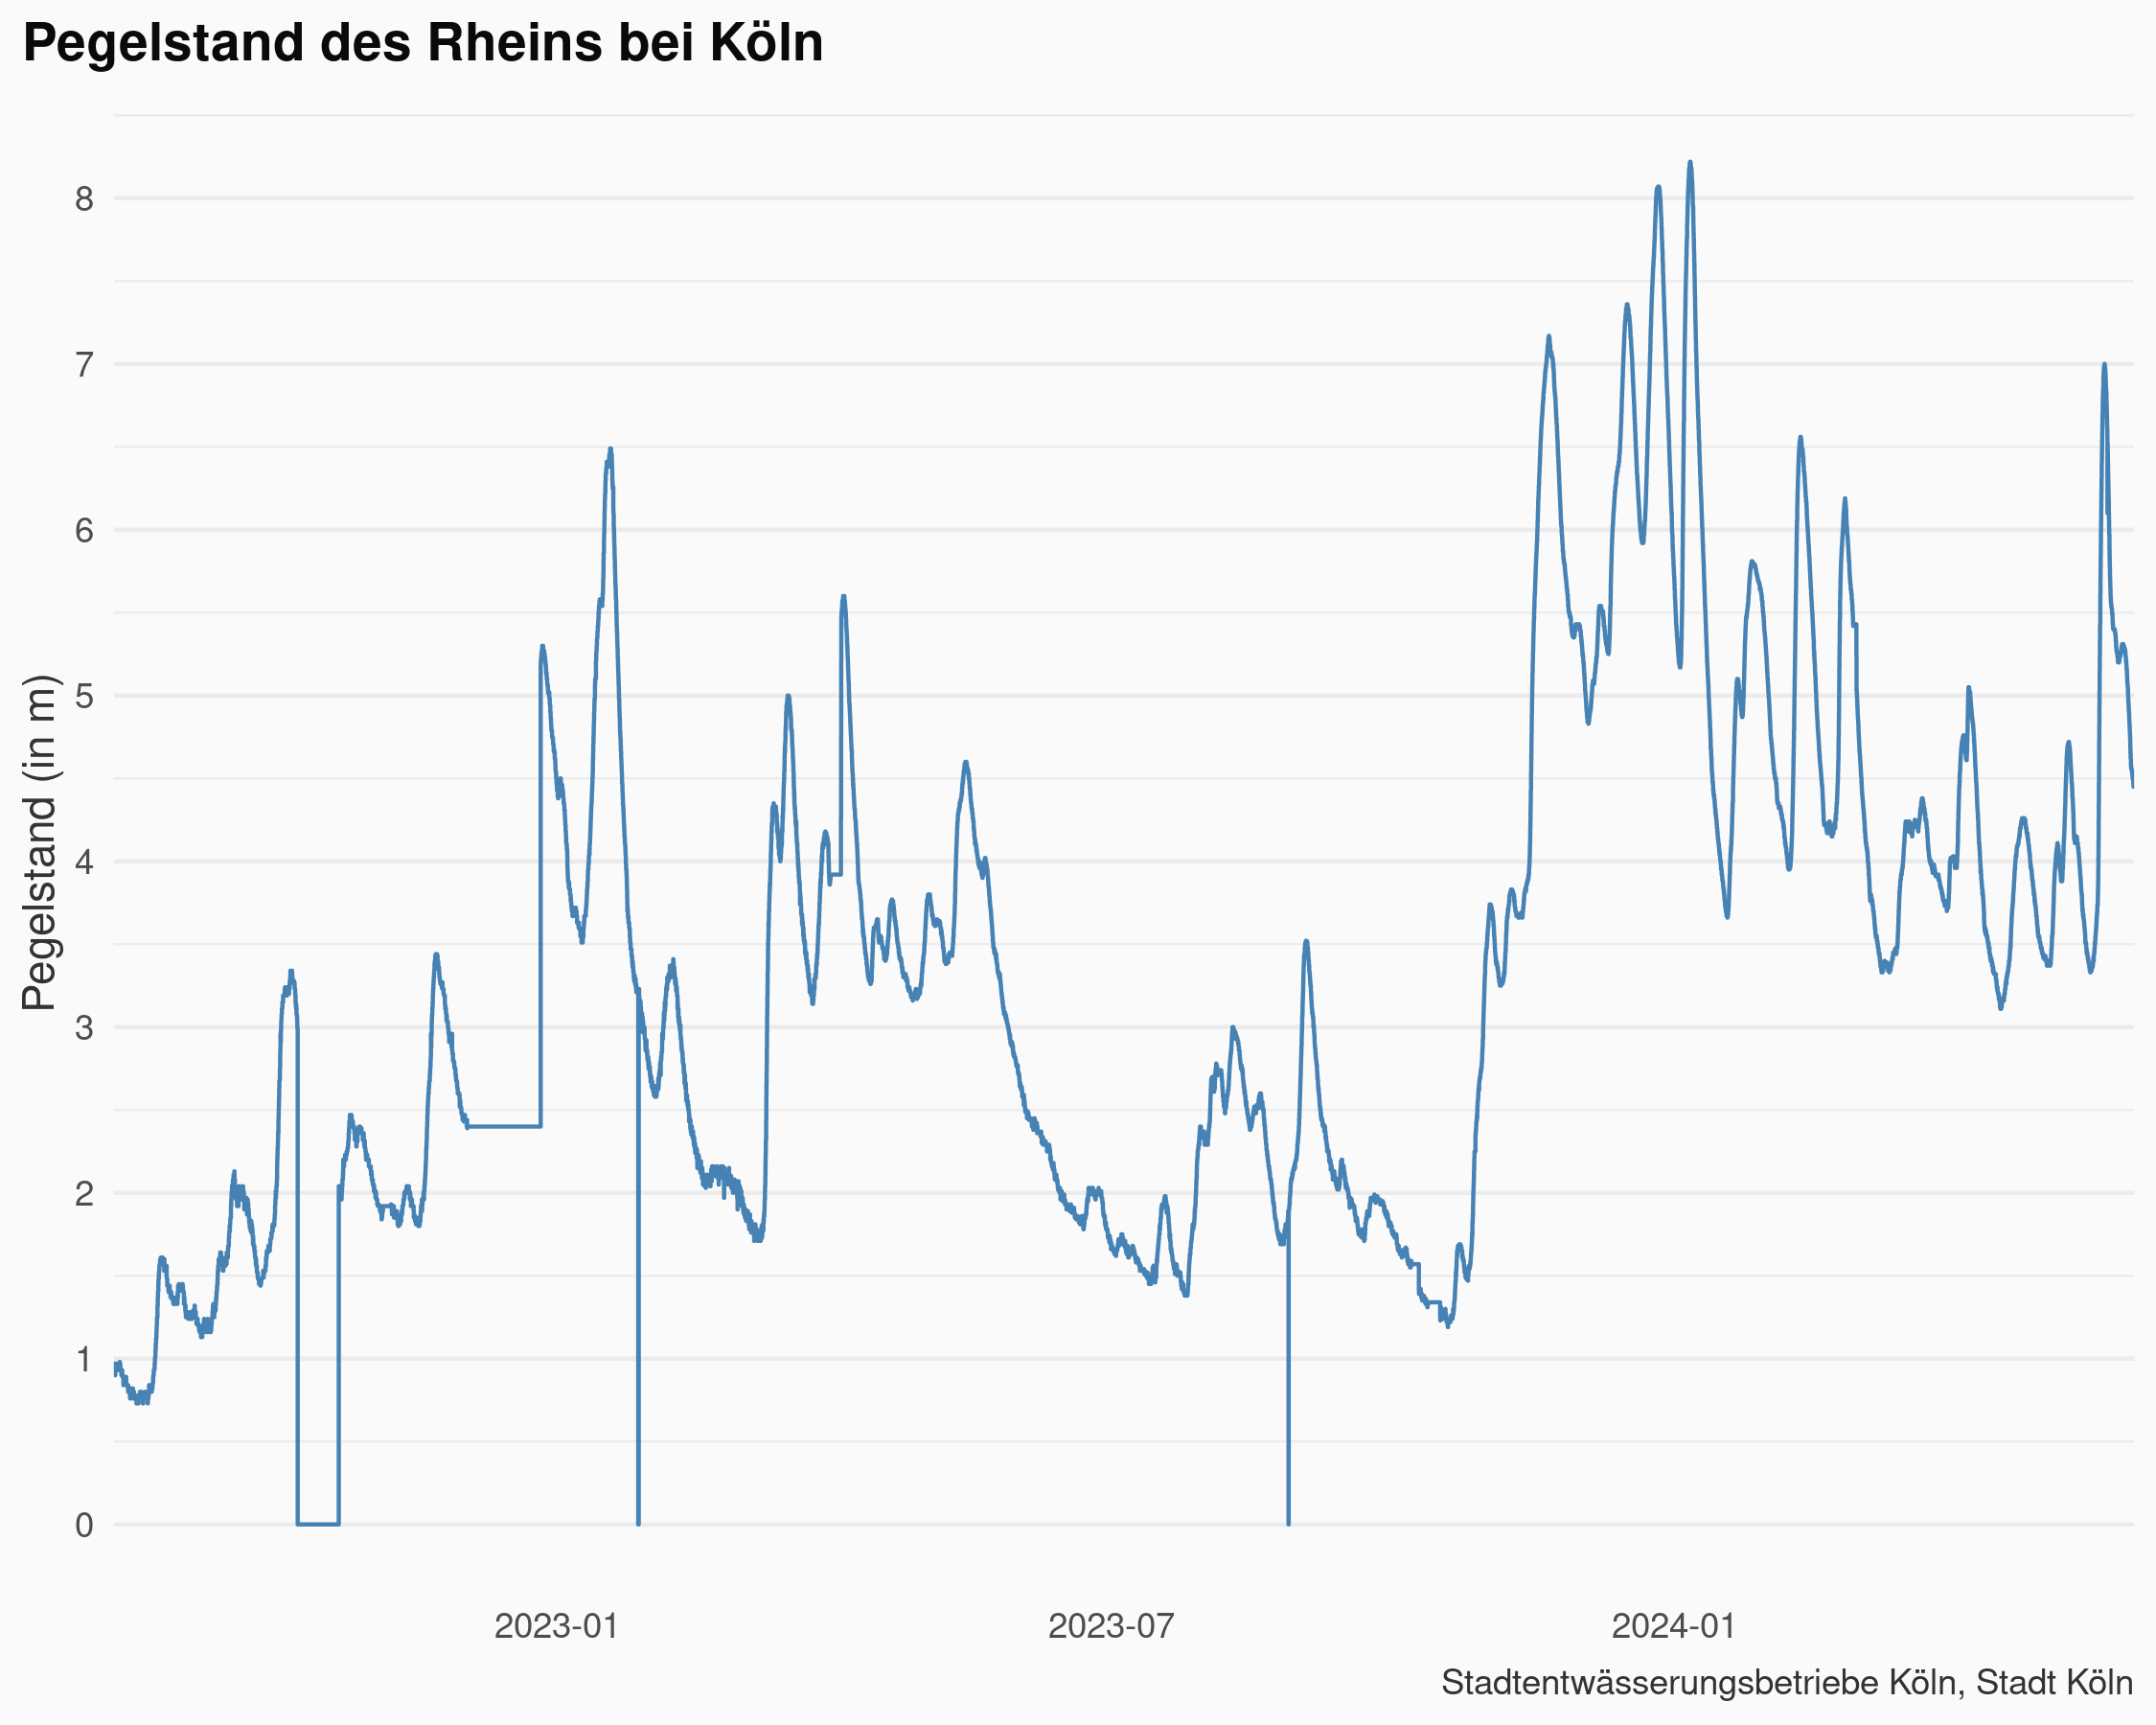 Pegelstand des Rheins bei Köln
Pegelstand (in m)
8
7
6
5
4
3
2
1
0
2023-01 2023-07 2024-01
Stadtentwässerungsbetriebe Köln, Stadt Köln